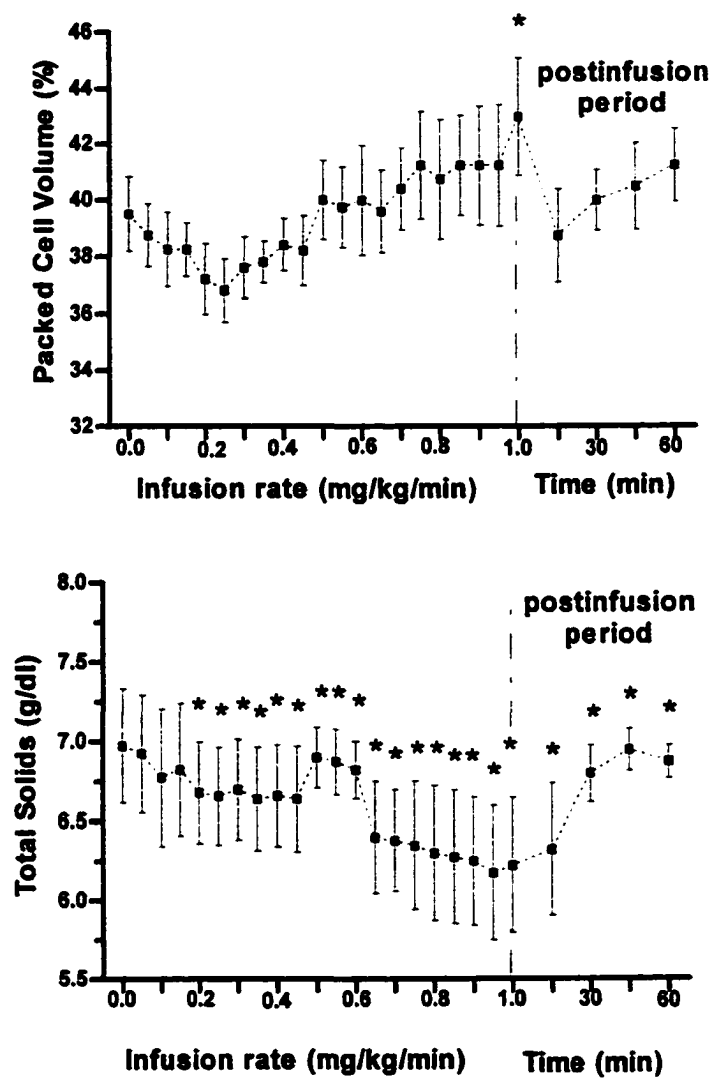 *
46
46
42
40
38
36
34
32
Packed Cell Volume (%)
postinfusion
period
0.0 0.2 0.4 0.6 0.8 1.0 30 60
Infusion rate (mg/kg/min) Time (min)
8.0
7.5
7.0
6.5
6.0
5.5
Total Solids (g/dl)
postinfusion
period
* * * * * * * * * * * * * * * * * * * * *
0.0 0.2 0.4 0.6 0.8 1.0 30 60
Infusion rate (mg/kg/min) Time (min)